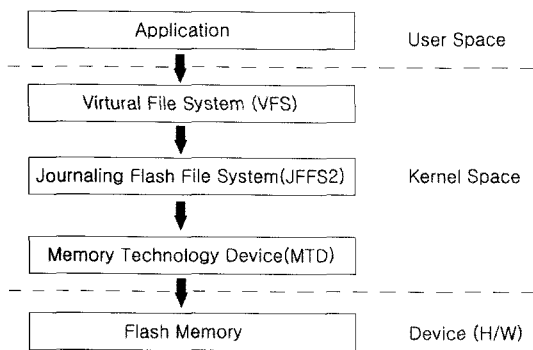 Application
User Space
Virtural File System (VFS)
Journaling Flash File System(JFFS2)
Kernel Space
Memory Technology Device(MTD)
Flash Memory
Device (H/W)